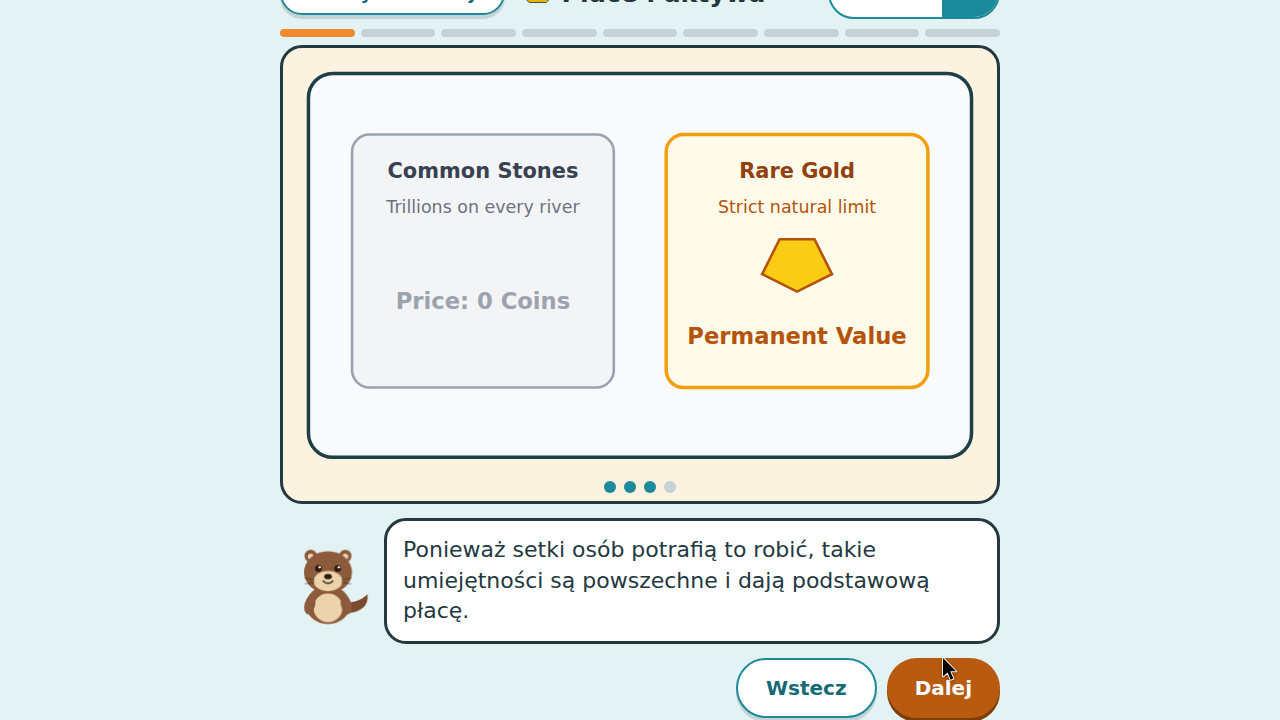 Common Stones
Trillions on every river
Price: 0 Coins
Rare Gold
Strict natural limit
Permanent Value
Ponieważ setki osób potrafią to robić, takie
umiejętności są powszechne i dają podstawową
płacę.
Wstecz
Dalej